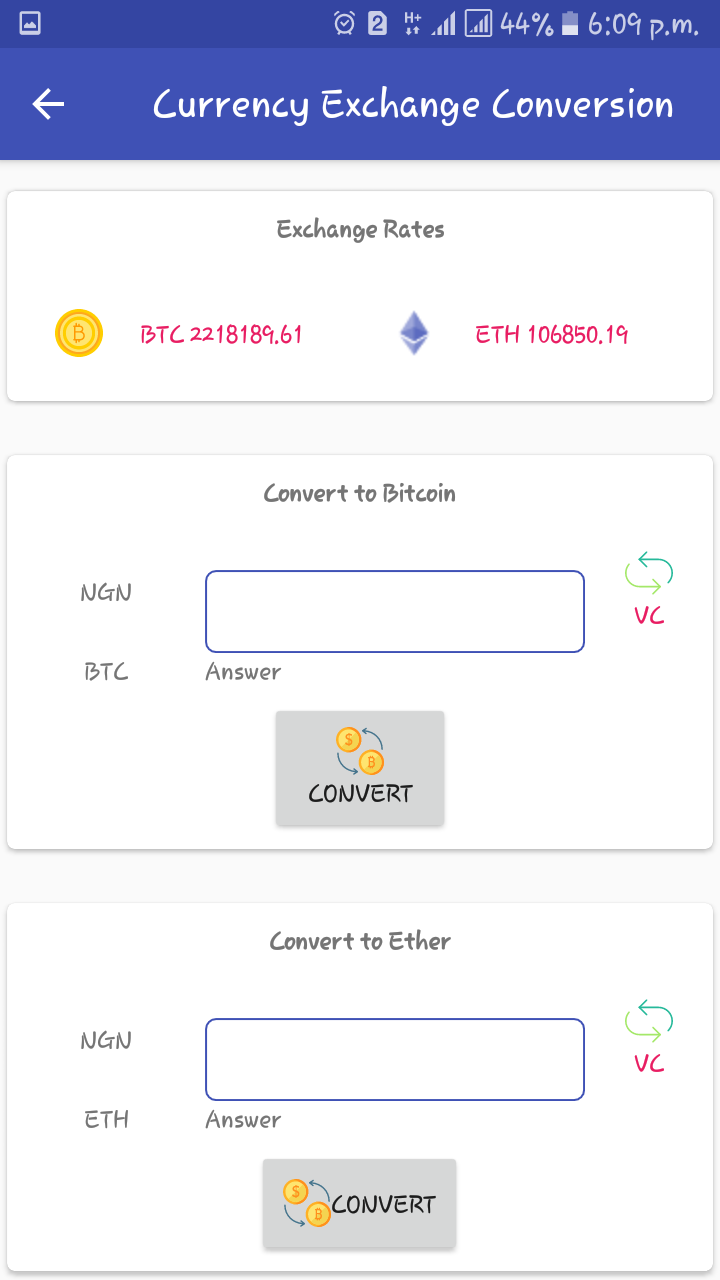 2 H+ 44% 6:09 p.m.
Currency Exchange Conversion
Exchange Rates
BTC 2218189.61 ETH 106850.19
Convert to Bitcoin
NGN
VC
BTC Answer
CONVERT
Convert to Ether
NGN
VC
ETH Answer
CONVERT